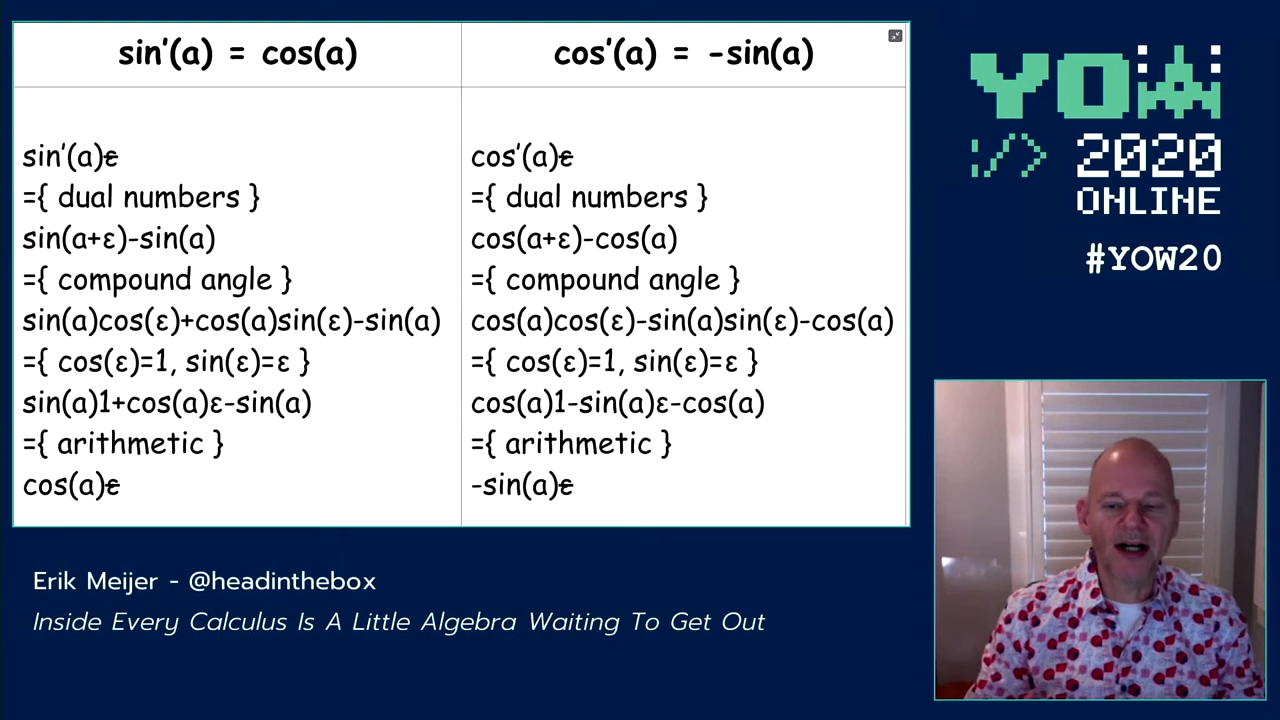 sin′(a) = cos(a)
cos′(a) = -sin(a)
sin′(a)ε
={ dual numbers }
sin(a+ε)-sin(a)
={ compound angle }
sin(a)cos(ε)+cos(a)sin(ε)-sin(a)
={ cos(ε)=1, sin(ε)=ε }
sin(a)1+cos(a)ε-sin(a)
={ arithmetic }
cos(a)ε
cos′(a)ε
={ dual numbers }
cos(a+ε)-cos(a)
={ compound angle }
cos(a)cos(ε)-sin(a)sin(ε)-cos(a)
={ cos(ε)=1, sin(ε)=ε }
cos(a)1-sin(a)ε-cos(a)
={ arithmetic }
-sin(a)ε
YOW
:/> 2020
ONLINE
#YOW20
Erik Meijer - @headinthebox
Inside Every Calculus Is A Little Algebra Waiting To Get Out